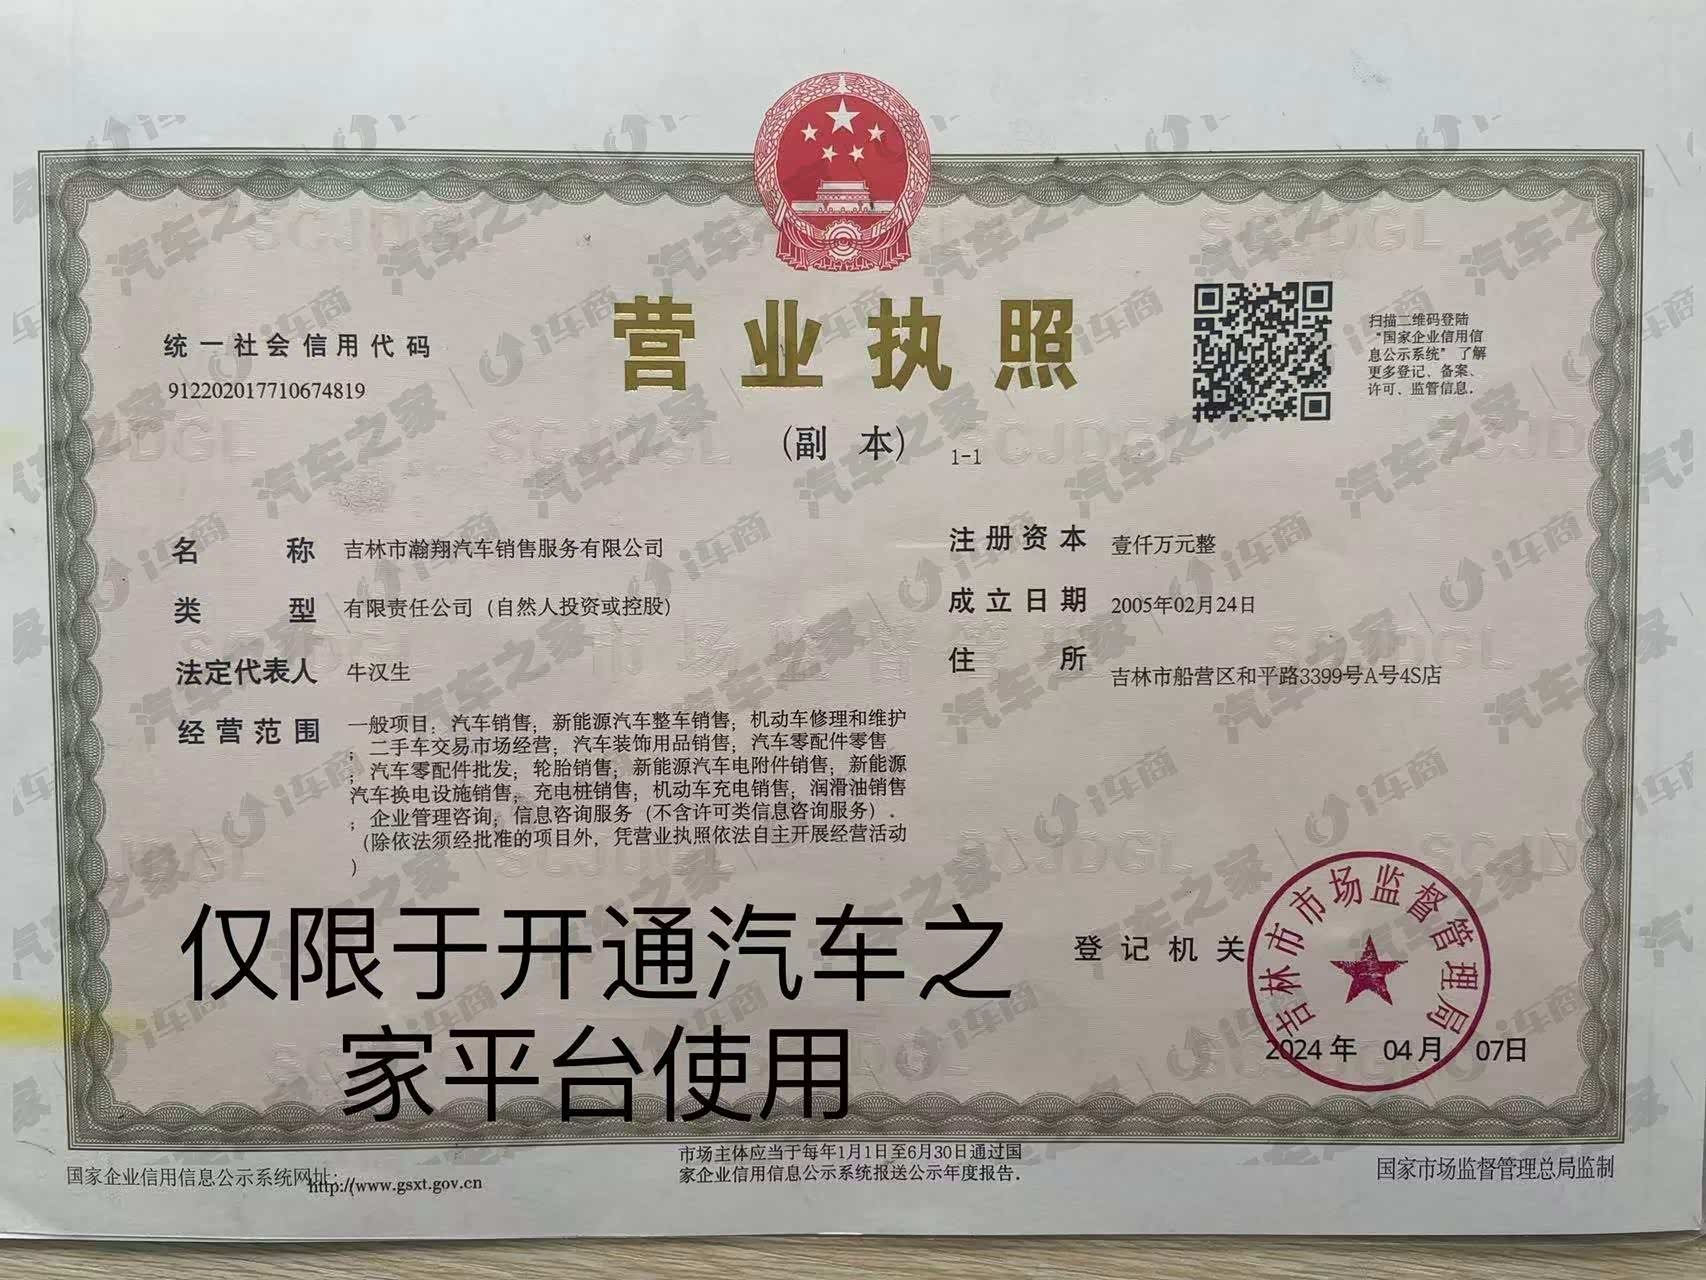 营业执照
(副 本) 1-1
统一社会信用代码
912202017710674819
扫描二维码登陆
“国家企业信用信
息公示系统”了解
更多登记、备案、
许可、监管信息.
名 称 吉林市瀚翔汽车销售服务有限公司
类 型 有限责任公司（自然人投资或控股）
法定代表人 牛汉生
经营范围 一般项目：汽车销售；新能源汽车整车销售；机动车修理和维护
；二手车交易市场经营；汽车装饰用品销售；汽车零配件零售
；汽车零配件批发；轮胎销售；新能源汽车电附件销售；新能源
汽车换电设施销售；充电桩销售；机动车充电销售；润滑油销售
；企业管理咨询；信息咨询服务（不含许可类信息咨询服务）.
（除依法须经批准的项目外，凭营业执照依法自主开展经营活动
）
注册资本 壹仟万元整
成立日期 2005年02月24日
住 所 吉林市船营区和平路3399号A号4S店
仅限于开通汽车之
家平台使用
登记机关
吉林市市场监督管理局
2024 年 04 月 07日
国家企业信用信息公示系统网址:
http://www.gsxt.gov.cn
市场主体应当于每年1月1日至6月30日通过国
家企业信用信息公示系统报送公示年度报告.
国家市场监督管理总局监制
汽车之家 | i车商
SCJDGL